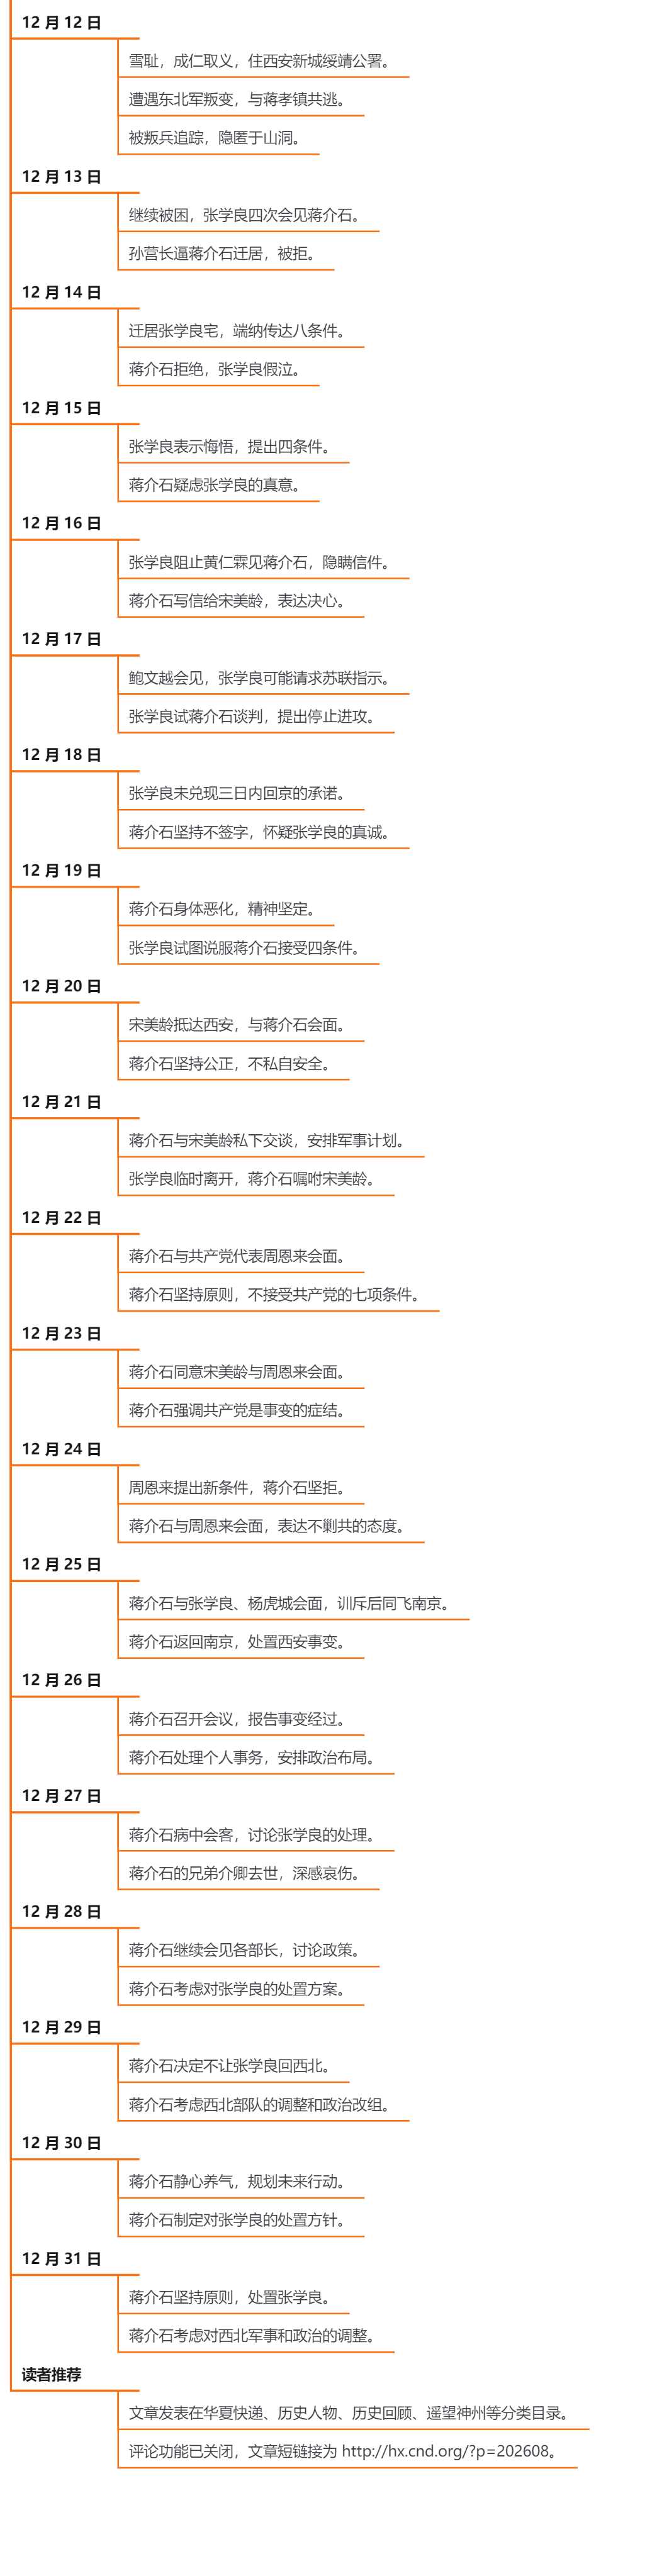 12 月 12 日
雪耻，成仁取义，住西安新城绥靖公署。
遭遇东北军叛变，与蒋孝镇共逃。
被叛兵追踪，隐匿于山洞。
12 月 13 日
继续被困，张学良四次会见蒋介石。
孙营长逼蒋介石迁居，被拒。
12 月 14 日
迁居张学良宅，端纳传达八条件。
蒋介石拒绝，张学良假泣。
12 月 15 日
张学良表示悔悟，提出四条件。
蒋介石疑虑张学良的真意。
12 月 16 日
张学良阻止黄仁霖见蒋介石，隐瞒信件。
蒋介石写信给宋美龄，表达决心。
12 月 17 日
鲍文越会见，张学良可能请求苏联指示。
张学良试蒋介石谈判，提出停止进攻。
12 月 18 日
张学良未兑现三日内回京的承诺。
蒋介石坚持不签字，怀疑张学良的真诚。
12 月 19 日
蒋介石身体恶化，精神坚定。
张学良试图说服蒋介石接受四条件。
12 月 20 日
宋美龄抵达西安，与蒋介石会面。
蒋介石坚持公正，不私自安全。
12 月 21 日
蒋介石与宋美龄私下交谈，安排军事计划。
张学良临时离开，蒋介石嘱咐宋美龄。
12 月 22 日
蒋介石与共产党代表周恩来会面。
蒋介石坚持原则，不接受共产党的七项条件。
12 月 23 日
蒋介石同意宋美龄与周恩来会面。
蒋介石强调共产党是事变的症结。
12 月 24 日
周恩来提出新条件，蒋介石坚拒。
蒋介石与周恩来会面，表达不剿共的态度。
12 月 25 日
蒋介石与张学良、杨虎城会面，训斥后同飞南京。
蒋介石返回南京，处置西安事变。
12 月 26 日
蒋介石召开会议，报告事变经过。
蒋介石处理个人事务，安排政治布局。
12 月 27 日
蒋介石病中会客，讨论张学良的处理。
蒋介石的兄弟介卿去世，深感哀伤。
12 月 28 日
蒋介石继续会见各部长，讨论政策。
蒋介石考虑对张学良的处置方案。
12 月 29 日
蒋介石决定不让张学良回西北。
蒋介石考虑西北部队的调整和政治改组。
12 月 30 日
蒋介石静心养气，规划未来行动。
蒋介石制定对张学良的处置方针。
12 月 31 日
蒋介石坚持原则，处置张学良。
蒋介石考虑对西北军事和政治的调整。
读者推荐
文章发表在华夏快递、历史人物、历史回顾、遥望神州等分类目录。
评论功能已关闭，文章短链接为 http://hx.cnd.org/?p=202608。